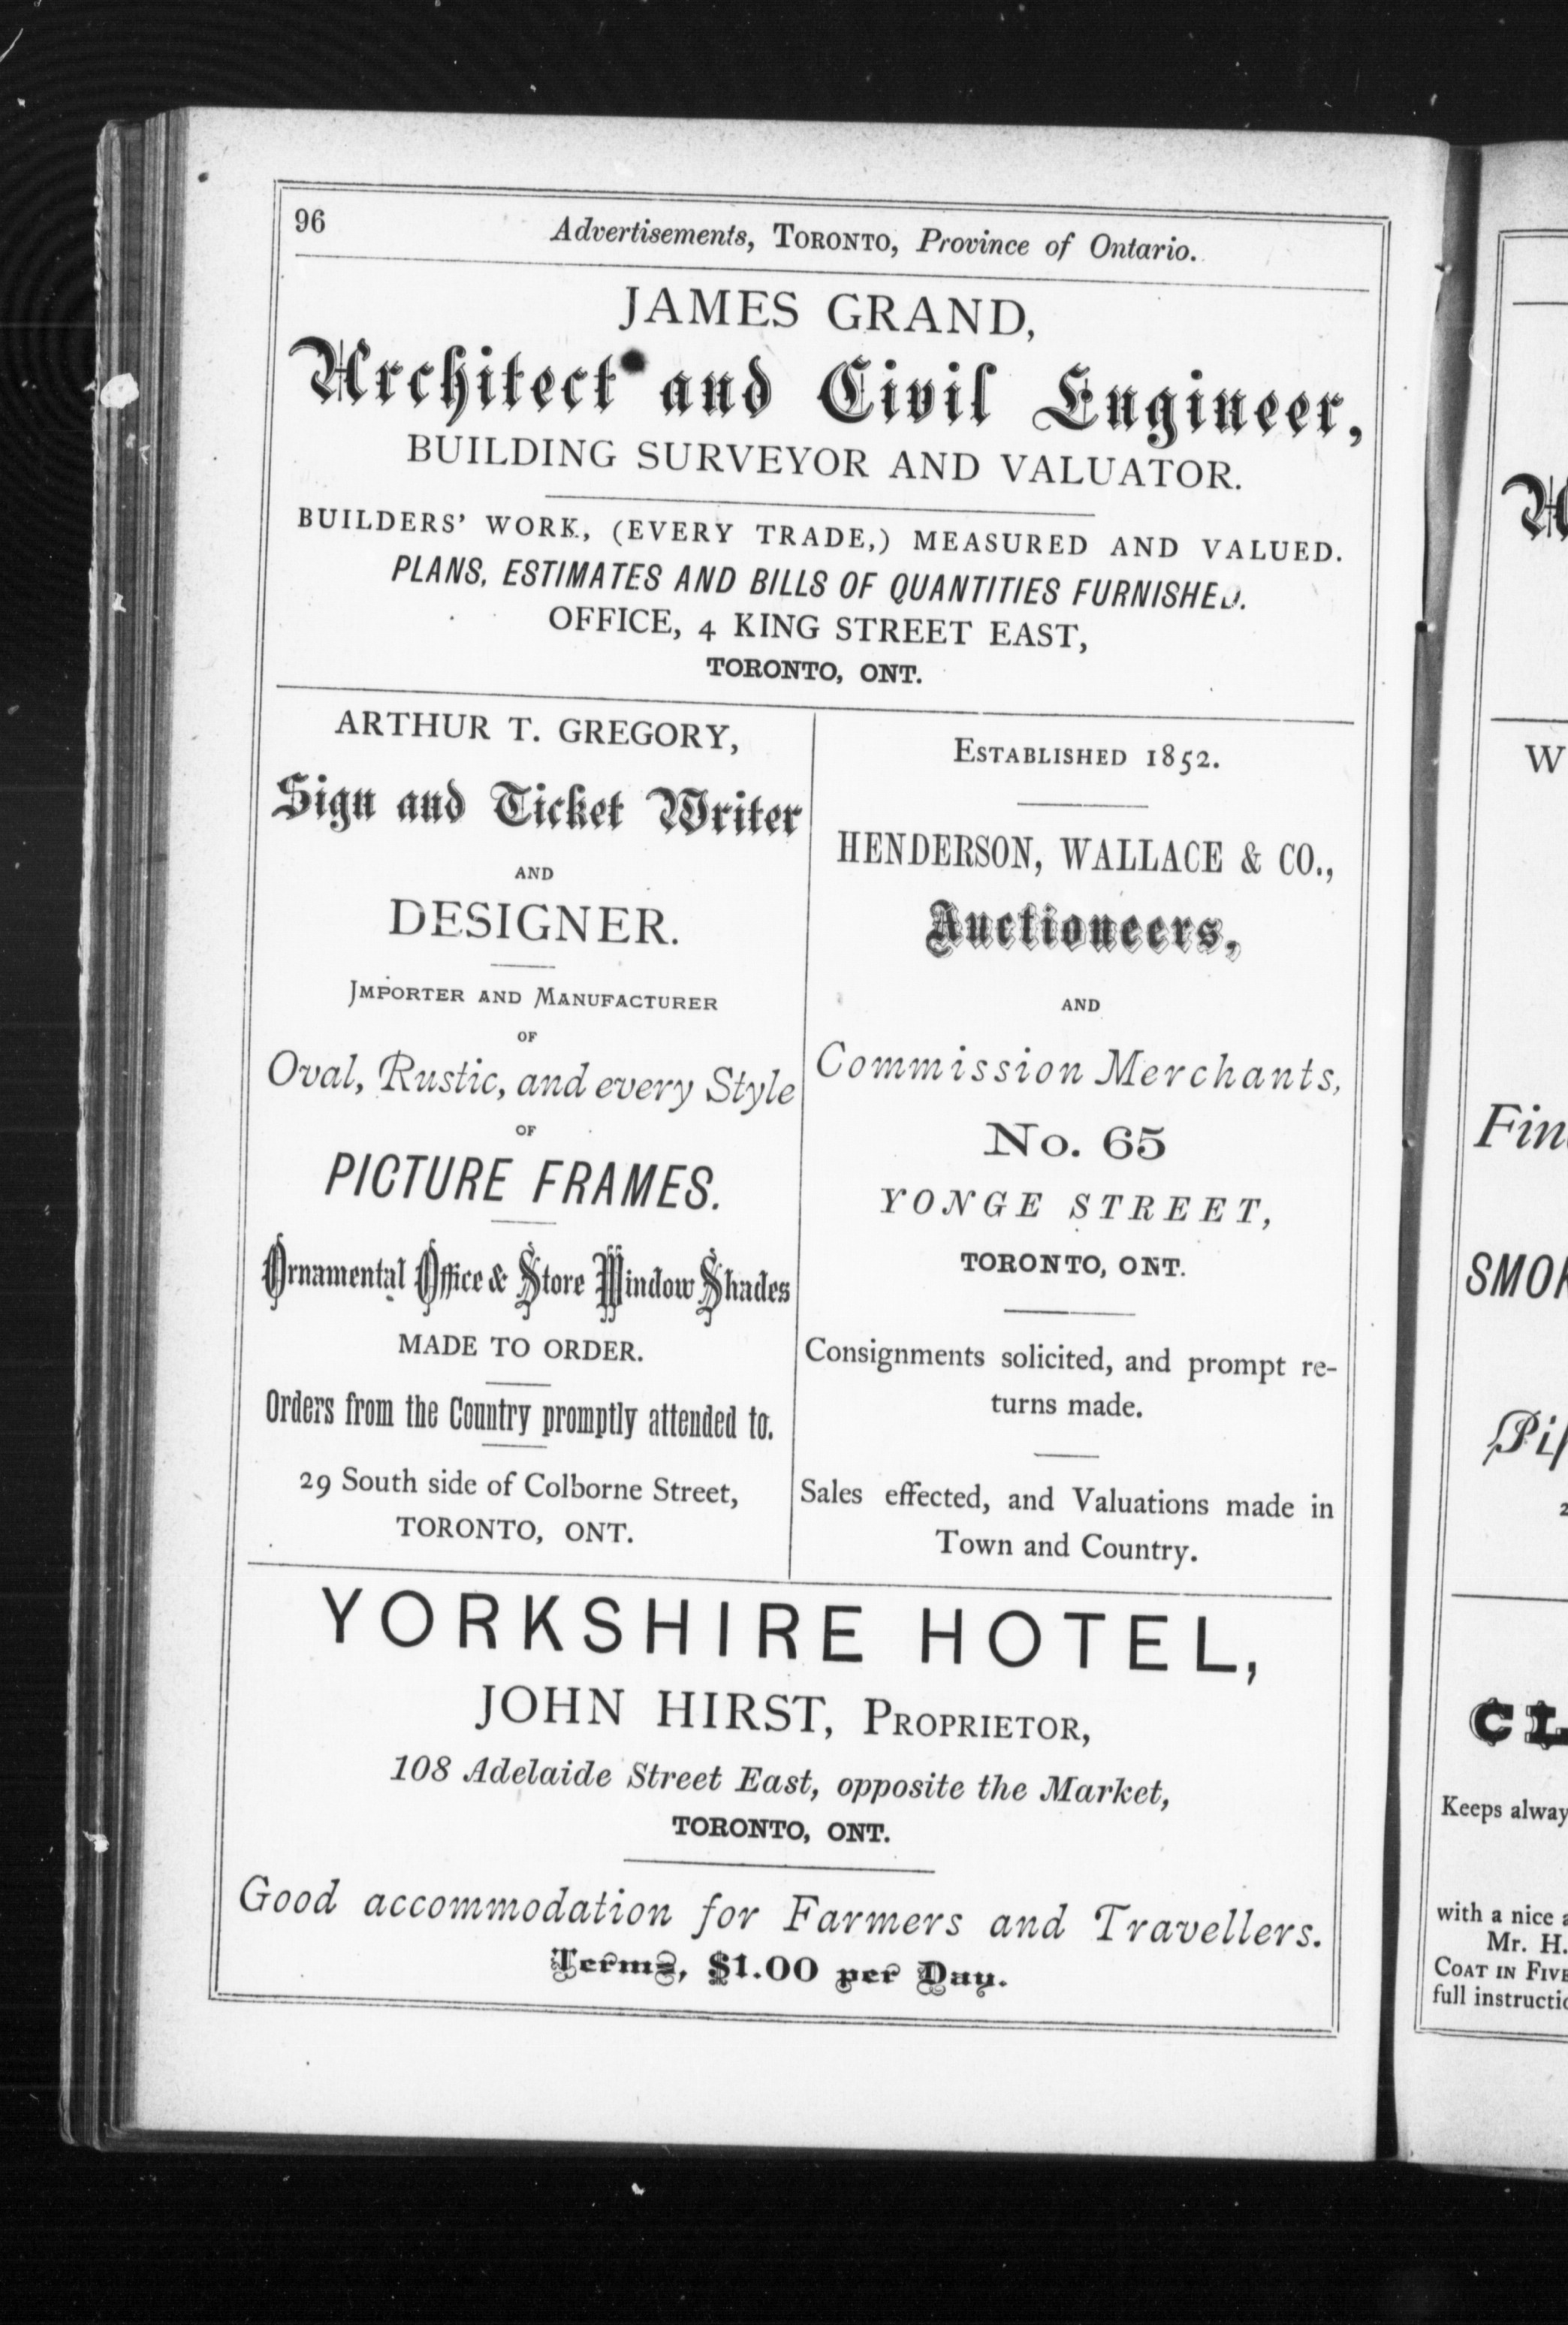 96
Advertisements, TORONTO, Province of Ontario.
JAMES GRAND,
Architect and Civil Engineer,
BUILDING SURVEYOR AND VALUATOR.
BUILDERS' WORK, (EVERY TRADE,) MEASURED AND VALUED.
PLANS, ESTIMATES AND BILLS OF QUANTITIES FURNISHED.
OFFICE, 4 KING STREET EAST,
TORONTO, ONT.
ARTHUR T. GREGORY,
Sign and Ticket Writer
AND
DESIGNER.
IMPORTER AND MANUFACTURER
OF
Oval, Rustic, and every Style
OF
PICTURE FRAMES.
Ornamental Office & Store Window Shades
MADE TO ORDER.
Orders from the Country promptly attended to.
29 South side of Colborne Street,
TORONTO, ONT.
ESTABLISHED 1852.
HENDERSON, WALLACE & CO.,
Auctioneers,
AND
Commission Merchants,
No. 65
YONGE STREET,
TORONTO, ONT.
Consignments solicited, and prompt re-
turns made.
Sales effected, and Valuations made in
Town and Country.
YORKSHIRE HOTEL,
JOHN HIRST, PROPRIETOR,
108 Adelaide Street East, opposite the Market,
TORONTO, ONT.
Good accommodation for Farmers and Travellers.
Terms, $1.00 per Day.
Keeps
with a nice
Mr. H.
COAT IN
full